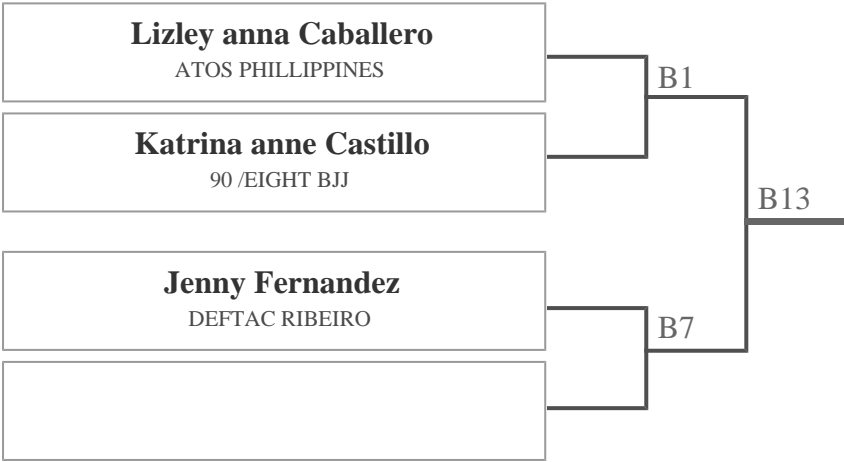 Lizley anna Caballero
ATOS PHILLIPPINES
B1
Katrina anne Castillo
90 /EIGHT BJJ
B13
Jenny Fernandez
DEFTAC RIBEIRO
B7